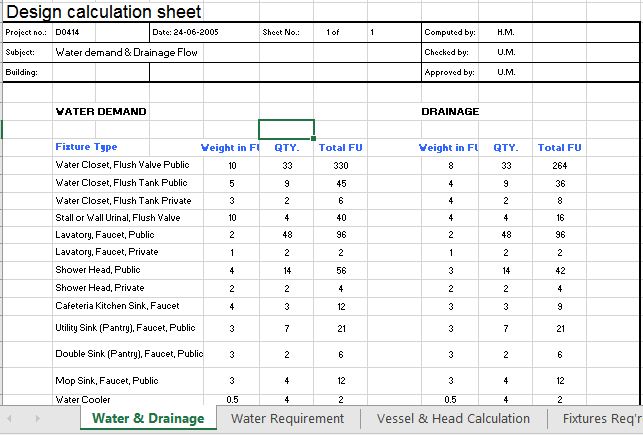 Design calculation sheet
Project no.: D0414 Date: 24-06-2005 Sheet No.: 1 of 1 Computed by: H.M.
Subject: Water demand & Drainage Flow Checked by: U.M.
Building: Approved by: U.M.
WATER DEMAND DRAINAGE
Fixture Type Weight in FU QTY. Total FU Weight in FU QTY. Total FU
Water Closet, Flush Valve Public 10 33 330 8 33 264
Water Closet, Flush Tank Public 5 9 45 4 9 36
Water Closet, Flush Tank Private 3 2 6 4 2 8
Stall or Wall Urinal, Flush Valve 10 4 40 4 4 16
Lavatory, Faucet, Public 2 48 96 2 48 96
Lavatory, Faucet, Private 1 2 2 1 2 2
Shower Head, Public 4 14 56 3 14 42
Shower Head, Private 2 2 4 2 2 4
Cafeteria Kitchen Sink, Faucet 4 3 12 3 3 9
Utility Sink (Pantry), Faucet, Public 3 7 21 3 7 21
Double Sink (Pantry), Faucet, Public 3 2 6 3 2 6
Mop Sink, Faucet, Public 3 4 12 3 4 12
Water Cooler 0.5 4 2 0.5 4 2
Water & Drainage Water Requirement Vessel & Head Calculation Fixtures Req'r